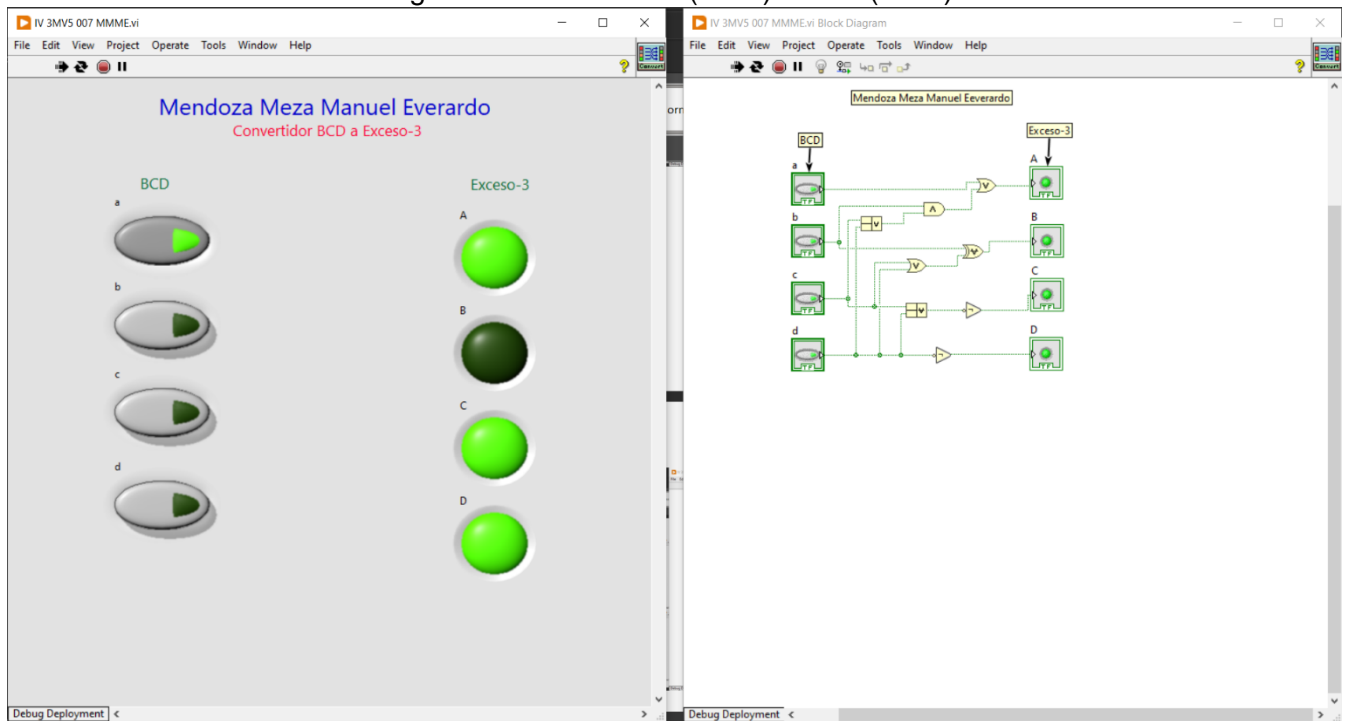 IV 3MV5 007 MMME.vi
File Edit View Project Operate Tools Window Help
Mendoza Meza Manuel Everardo
Convertidor BCD a Exceso-3
BCD
Exceso-3
a
A
b
B
c
C
d
D
Debug Deployment
IV 3MV5 007 MMME.vi Block Diagram
File Edit View Project Operate Tools Window Help
Mendoza Meza Manuel Eeverardo
BCD
Exceso-3
a
A
b
B
c
C
d
D
Debug Deployment